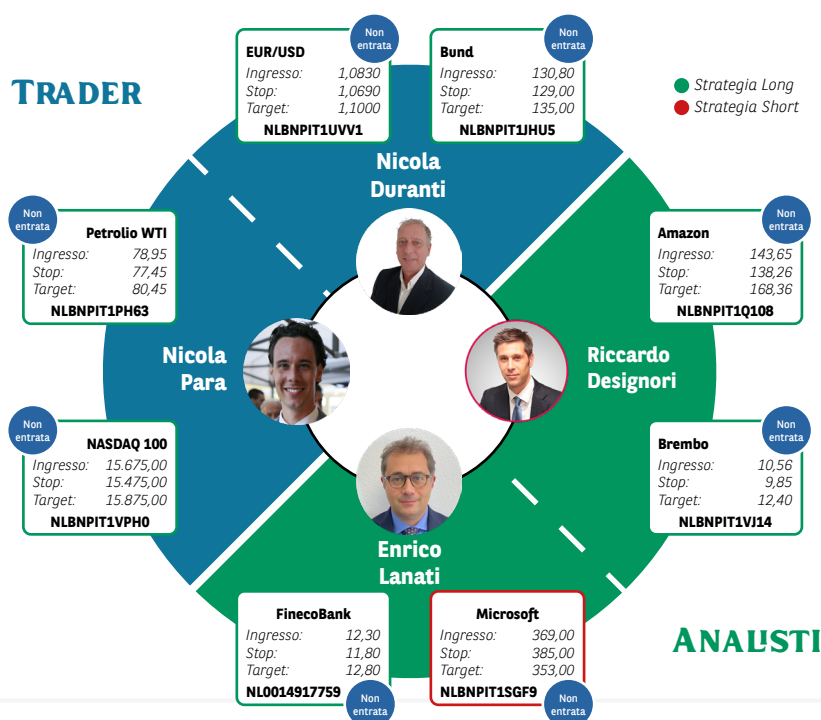 TRADER
Non
entrata
EUR/USD
Ingresso: 1,0830
Stop: 1,0690
Target: 1,1000
NLBNPIT1UVV1
Non
entrata
Bund
Ingresso: 130,80
Stop: 129,00
Target: 135,00
NLBNPIT1JHU5
Strategia Long
Strategia Short
Nicola
Duranti
Non
entrata
Petrolio WTI
Ingresso: 78,95
Stop: 77,45
Target: 80,45
NLBNPIT1PH63
Non
entrata
Amazon
Ingresso: 143,65
Stop: 138,26
Target: 168,36
NLBNPIT1Q108
Nicola
Para
Riccardo
Designori
Non
entrata
NASDAQ 100
Ingresso: 15.675,00
Stop: 15.475,00
Target: 15.875,00
NLBNPIT1VPH0
Non
entrata
Brembo
Ingresso: 10,56
Stop: 9,85
Target: 12,40
NLBNPIT1VJ14
Enrico
Lanati
FinecoBank
Ingresso: 12,30
Stop: 11,80
Target: 12,80
NL0014917759
Non
entrata
Microsoft
Ingresso: 369,00
Stop: 385,00
Target: 353,00
NLBNPIT1SGF9
Non
entrata
ANALISTI